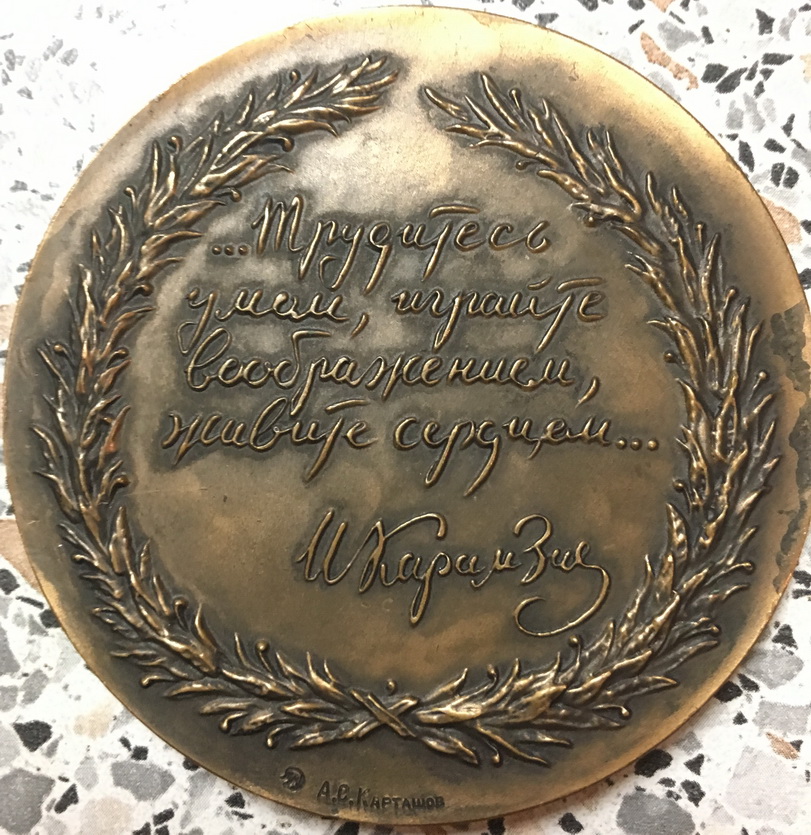 ...Трудитесь
умом, играйте
воображением,
живите сердцем...
Н Карамзин
А.С.Карташов